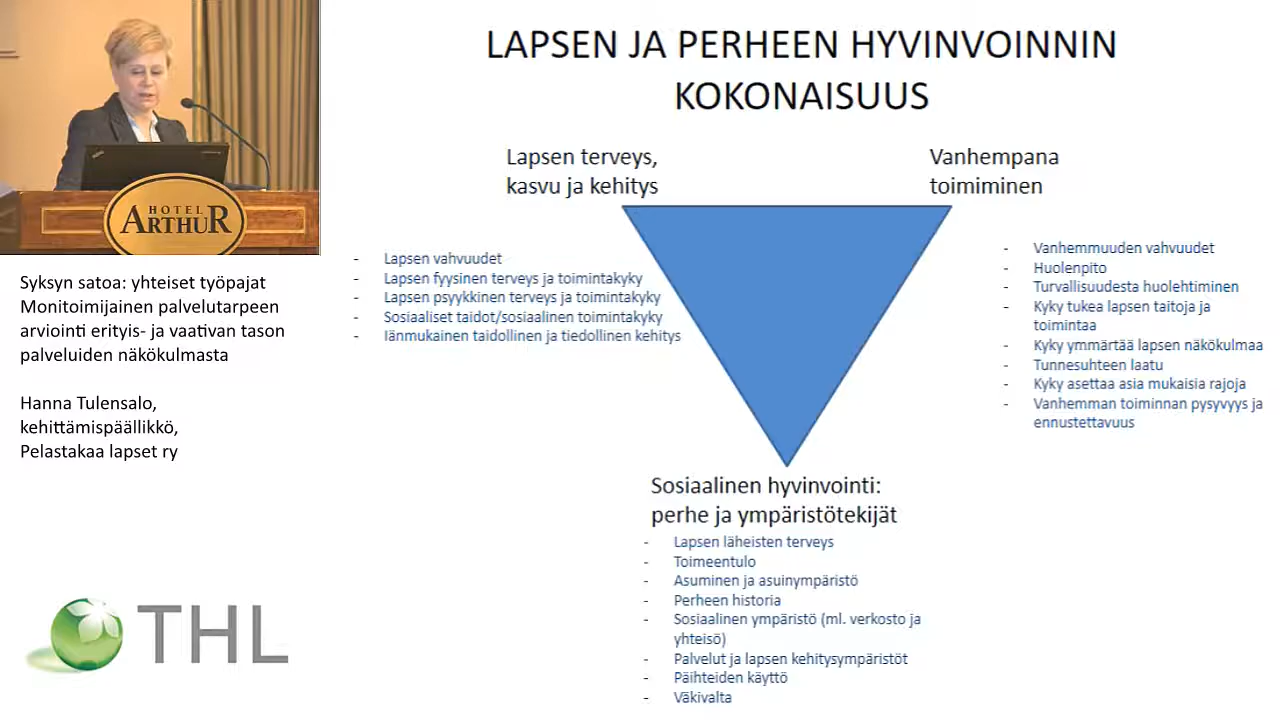 HOTEL
ARTHUR
Syksyn satoa: yhteiset työpajat
Monitoimijainen palvelutarpeen
arviointi erityis- ja vaativan tason
palveluiden näkökulmasta
Hanna Tulensalo,
kehittämispäällikkö,
Pelastakaa lapset ry
THL
LAPSEN JA PERHEEN HYVINVOINNIN
KOKONAISUUS
Lapsen terveys,
kasvu ja kehitys
- Lapsen vahvuudet
- Lapsen fyysinen terveys ja toimintakyky
- Lapsen psyykkinen terveys ja toimintakyky
- Sosiaaliset taidot/sosiaalinen toimintakyky
- Iänmukainen taidollinen ja tiedollinen kehitys
Vanhempana
toimiminen
- Vanhemmuuden vahvuudet
- Huolenpito
- Turvallisuudesta huolehtiminen
- Kyky tukea lapsen taitoja ja
toimintaa
- Kyky ymmärtää lapsen näkökulmaa
- Tunnesuhteen laatu
- Kyky asettaa asia mukaisia rajoja
- Vanhemman toiminnan pysyvyys ja
ennustettavuus
Sosiaalinen hyvinvointi:
perhe ja ympäristötekijät
- Lapsen läheisten terveys
- Toimeentulo
- Asuminen ja asuinympäristö
- Perheen historia
- Sosiaalinen ympäristö (ml. verkosto ja
yhteisö)
- Palvelut ja lapsen kehitysympäristöt
- Päihteiden käyttö
- Väkivalta